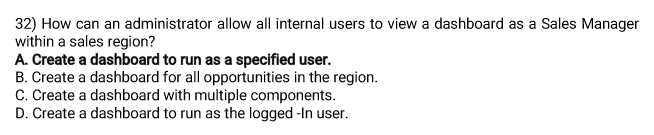 32) How can an administrator allow all internal users to view a dashboard as a Sales Manager
within a sales region?
A. Create a dashboard to run as a specified user.
B. Create a dashboard for all opportunities in the region.
C. Create a dashboard with multiple components.
D. Create a dashboard to run as the logged -In user.